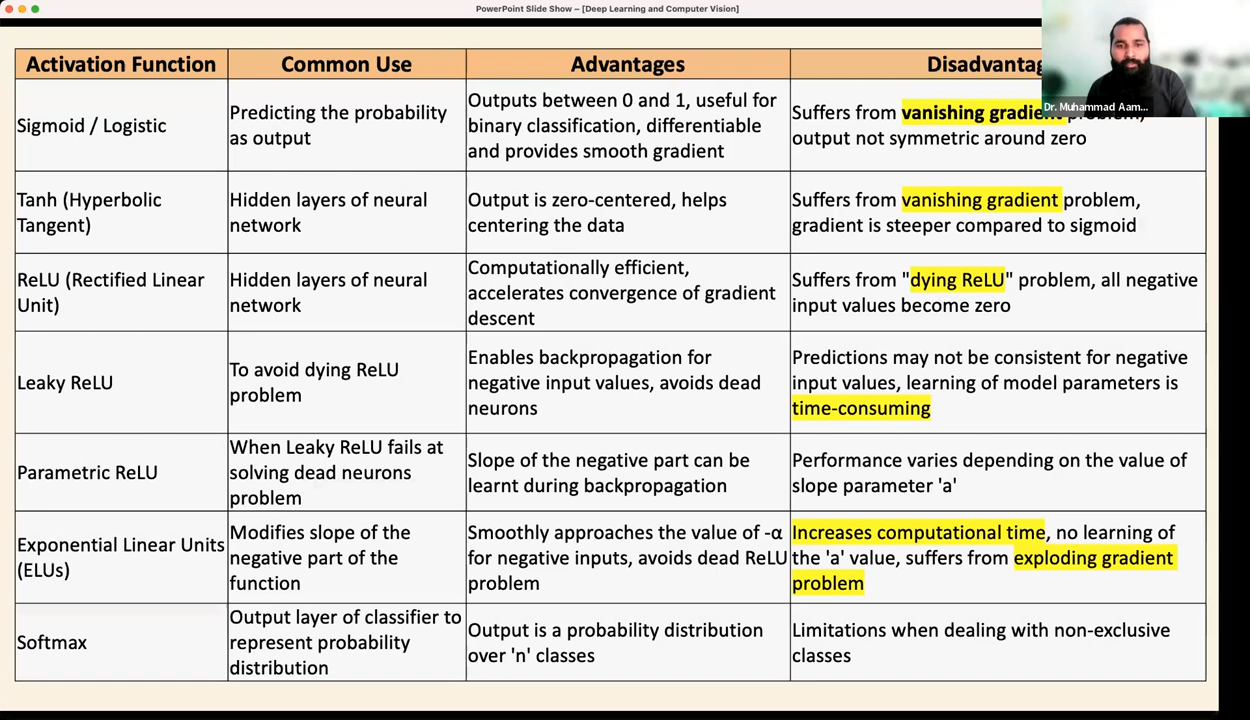 PowerPoint Slide Show – [Deep Learning and Computer Vision]
Dr. Muhammad Aam...
Activation Function
Common Use
Advantages
Sigmoid / Logistic
Predicting the probability
as output
Outputs between 0 and 1, useful for
binary classification, differentiable
and provides smooth gradient
Suffers from vanishing
output not symmetric around zero
Tanh (Hyperbolic
Tangent)
Hidden layers of neural
network
Output is zero-centered, helps
centering the data
Suffers from vanishing gradient problem,
gradient is steeper compared to sigmoid
ReLU (Rectified Linear
Unit)
Hidden layers of neural
network
Computationally efficient,
accelerates convergence of gradient
descent
Suffers from "dying ReLU" problem, all negative
input values become zero
Leaky ReLU
To avoid dying ReLU
problem
Enables backpropagation for
negative input values, avoids dead
neurons
Predictions may not be consistent for negative
input values, learning of model parameters is
time-consuming
Parametric ReLU
When Leaky ReLU fails at
solving dead neurons
problem
Slope of the negative part can be
learnt during backpropagation
Performance varies depending on the value of
slope parameter 'a'
Exponential Linear Units
(ELUs)
Modifies slope of the
negative part of the
function
Smoothly approaches the value of -α
for negative inputs, avoids dead ReLU
problem
Increases computational time, no learning of
the 'a' value, suffers from exploding gradient
problem
Softmax
Output layer of classifier to
represent probability
distribution
Output is a probability distribution
over 'n' classes
Limitations when dealing with non-exclusive
classes